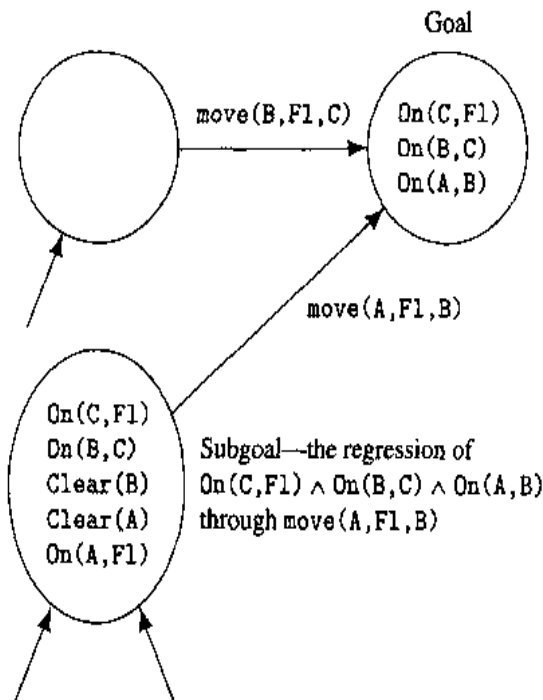 Goal
move(B,Fl,C)
On(C,Fl)
On(B,C)
On(A,B)
move(A,Fl,B)
On(C,Fl)
On(B,C)
Clear(B)
Clear(A)
On(A,Fl)
Subgoal—the regression of
On(C,Fl) ∧ On(B,C) ∧ On(A,B)
through move(A,Fl,B)